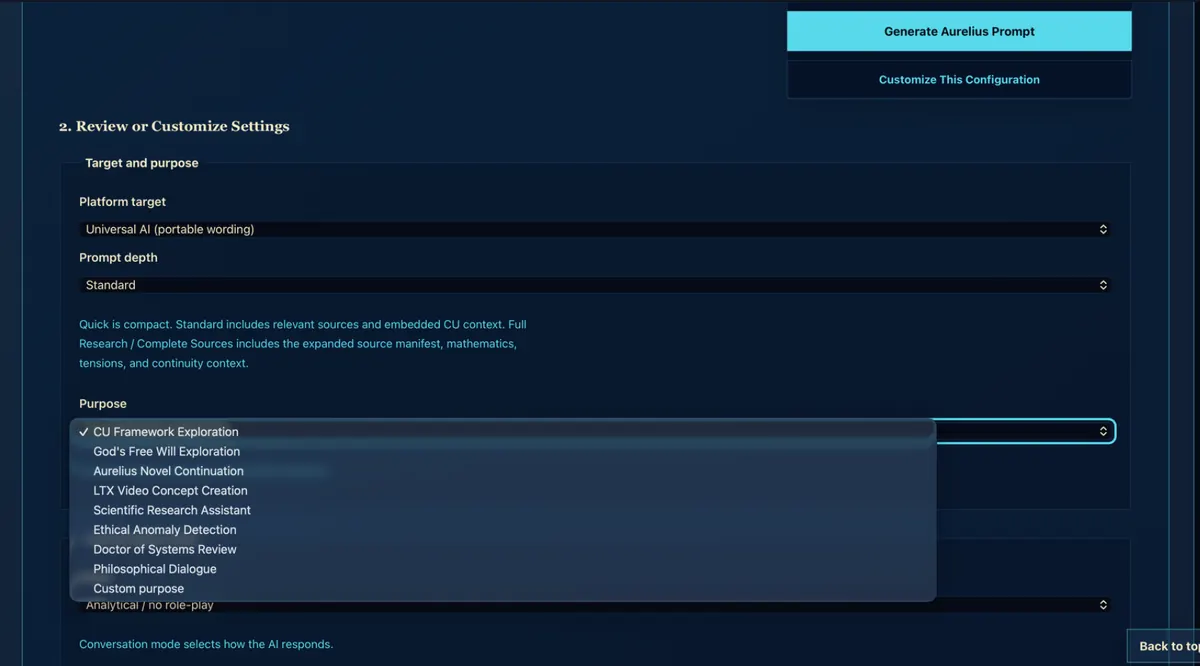 Generate Aurelius Prompt
Customize This Configuration
2. Review or Customize Settings
Target and purpose
Platform target
Universal AI (portable wording)
Prompt depth
Standard
Quick is compact. Standard includes relevant sources and embedded CU context. Full
Research / Complete Sources includes the expanded source manifest, mathematics,
tensions, and continuity context.
Purpose
✓ CU Framework Exploration
God's Free Will Exploration
Aurelius Novel Continuation
LTX Video Concept Creation
Scientific Research Assistant
Ethical Anomaly Detection
Doctor of Systems Review
Philosophical Dialogue
Custom purpose
Analytical / no role-play
Conversation mode selects how the AI responds.
Back to to